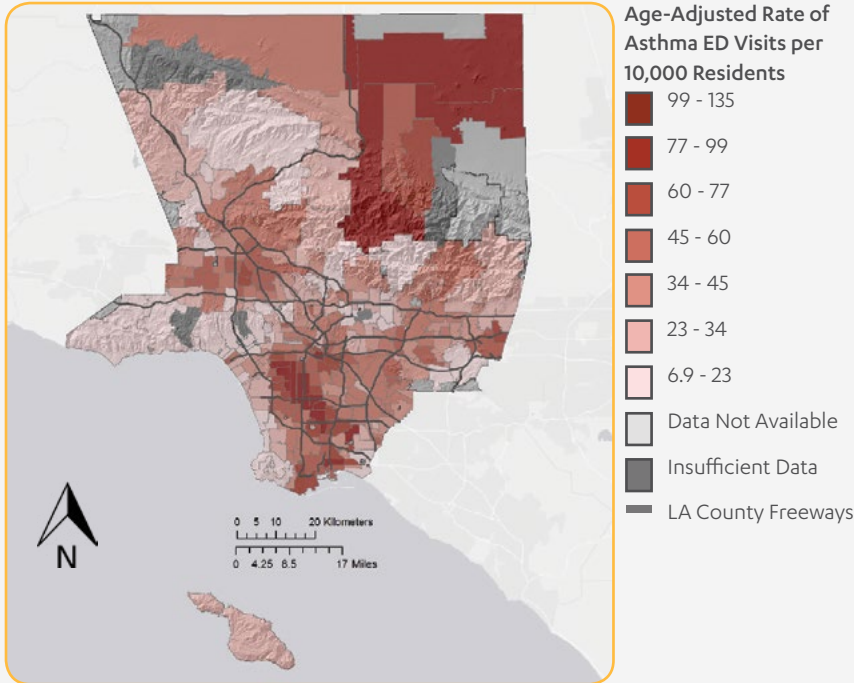 Age-Adjusted Rate of
Asthma ED Visits per
10,000 Residents
99 - 135
77 - 99
60 - 77
45 - 60
34 - 45
23 - 34
6.9 - 23
Data Not Available
Insufficient Data
LA County Freeways
N
0 5 10 20 Kilometers
0 4.25 8.5 17 Miles